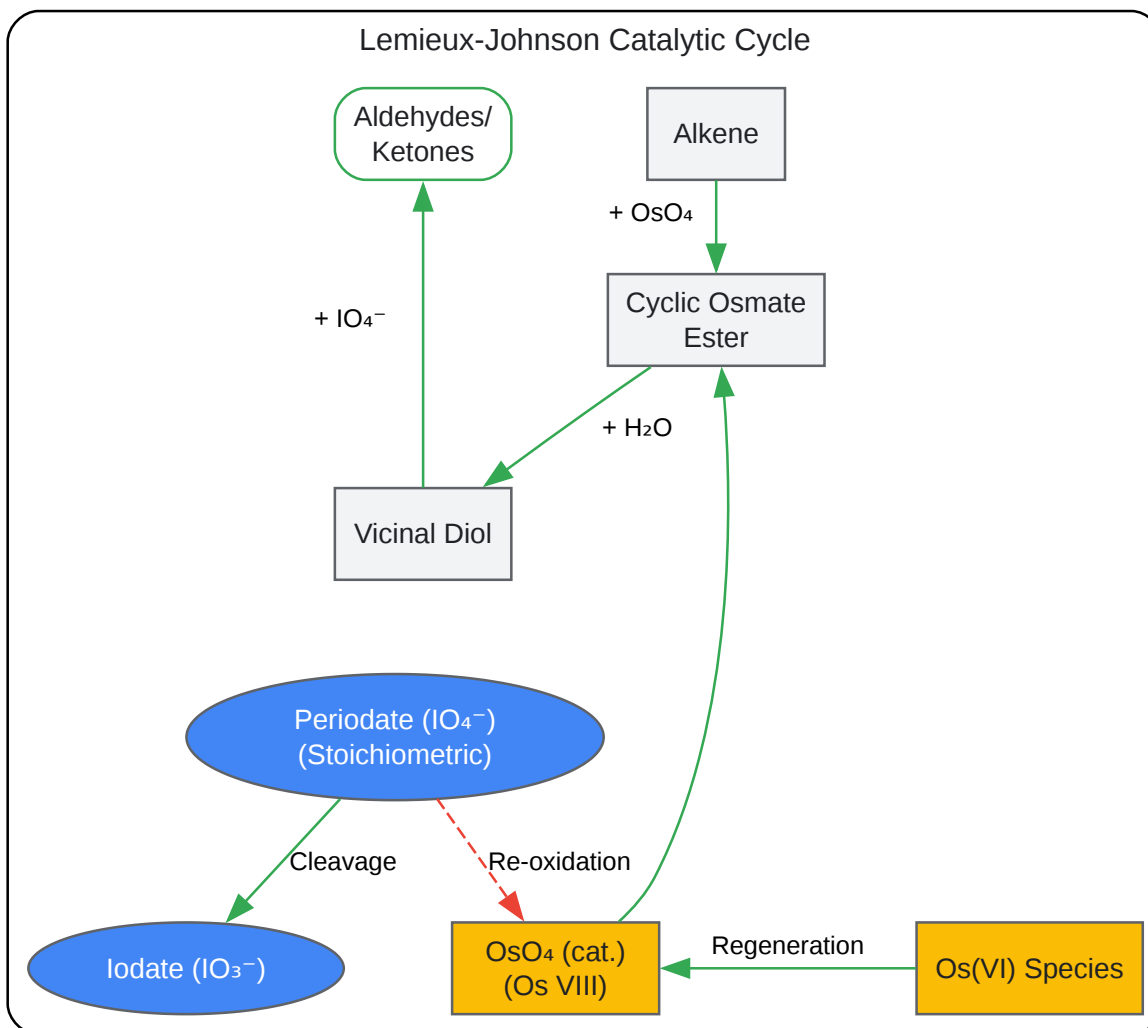 Lemieux-Johnson Catalytic Cycle
Aldehydes/
Ketones
Alkene
+ OsO₄
Cyclic Osmate
Ester
+ IO₄⁻
+ H₂O
Vicinal Diol
Periodate (IO₄⁻)
(Stoichiometric)
Cleavage
Re-oxidation
Iodate (IO₃⁻)
OsO₄ (cat.)
(Os VIII)
Regeneration
Os(VI) Species